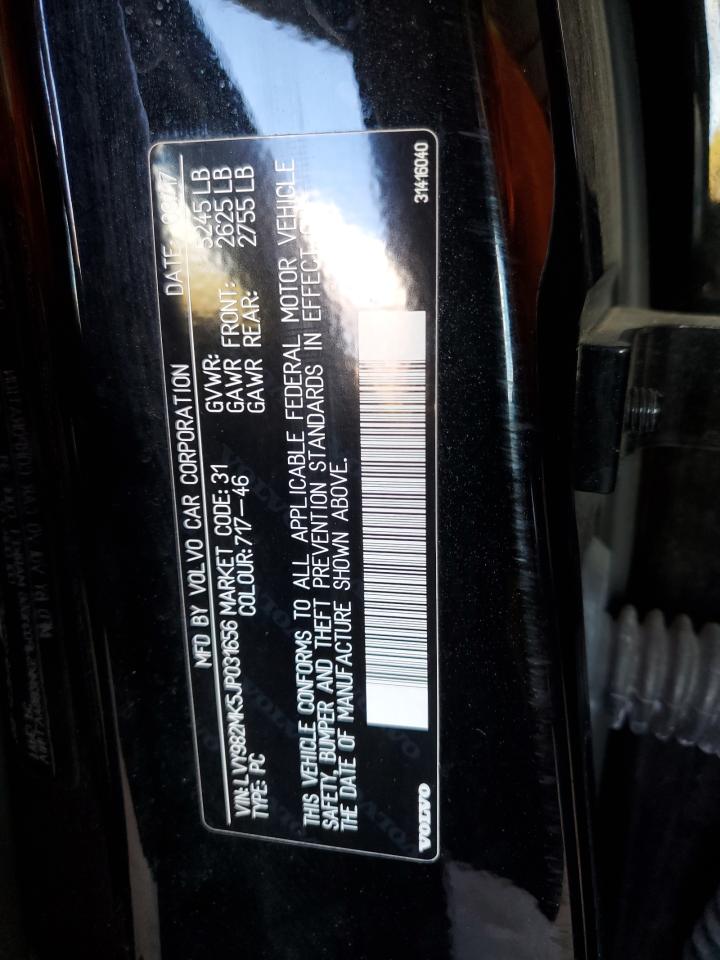 MFD BY VOLVO CAR CORPORATION DATE:
VIN: LVY982MK5JP031656 MARKET CODE: 31 GVWR: 5245 LB
TYPE: PC COLOUR: 717-46 GAWR FRONT: 2625 LB
GAWR REAR: 2755 LB
THIS VEHICLE CONFORMS TO ALL APPLICABLE FEDERAL MOTOR VEHICLE
SAFETY, BUMPER AND THEFT PREVENTION STANDARDS IN EFFECT
THE DATE OF MANUFACTURE SHOWN ABOVE.
VOLVO 31416040